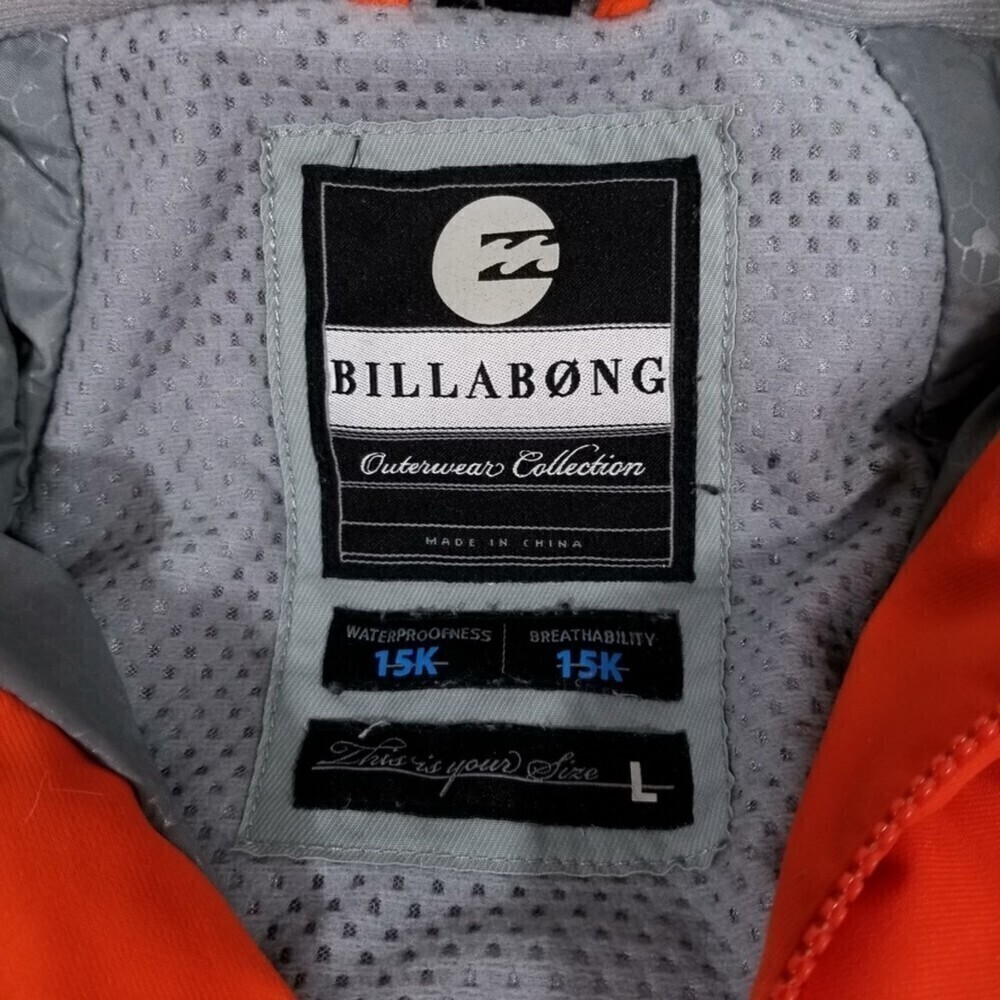 BILLABØNG
Outerwear Collection
MADE IN CHINA
WATERPROOFNESS BREATHABILITY
15K 15K
This is your Size L